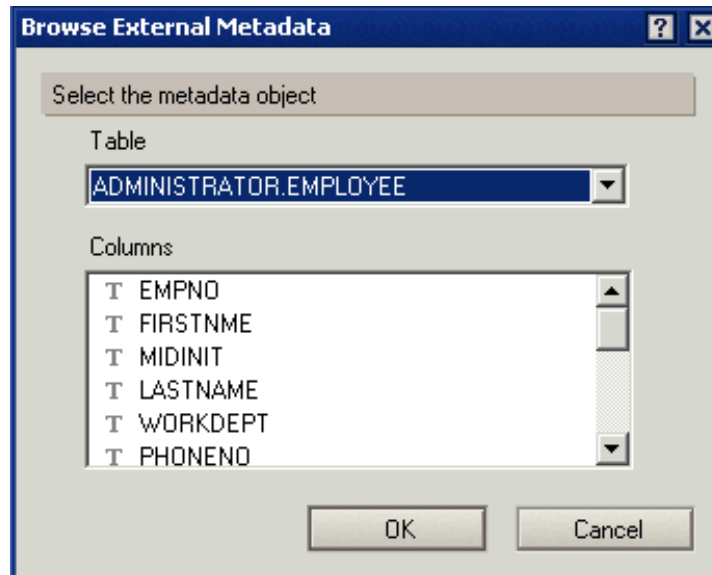 Browse External Metadata
Select the metadata object
Table
ADMINISTRATOR.EMPLOYEE
Columns
T EMPNO
T FIRSTNME
T MIDINIT
T LASTNAME
T WORKDEPT
T PHONENO
OK Cancel